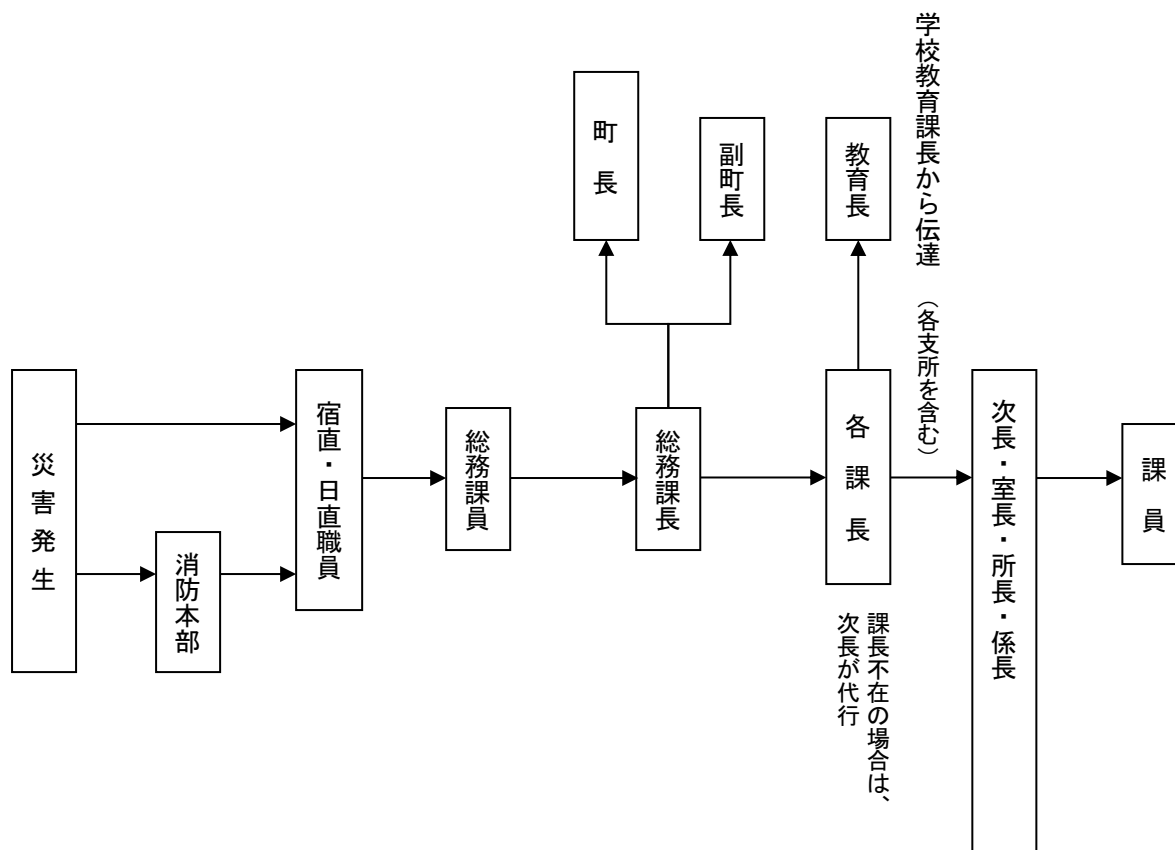 災害発生
消防本部
宿直・日直職員
総務課員
総務課長
町長
副町長
教育長
学校教育課長から伝達
（各支所を含む）
各課長
課長不在の場合は、
次長が代行
次長・室長・所長・係長
課員